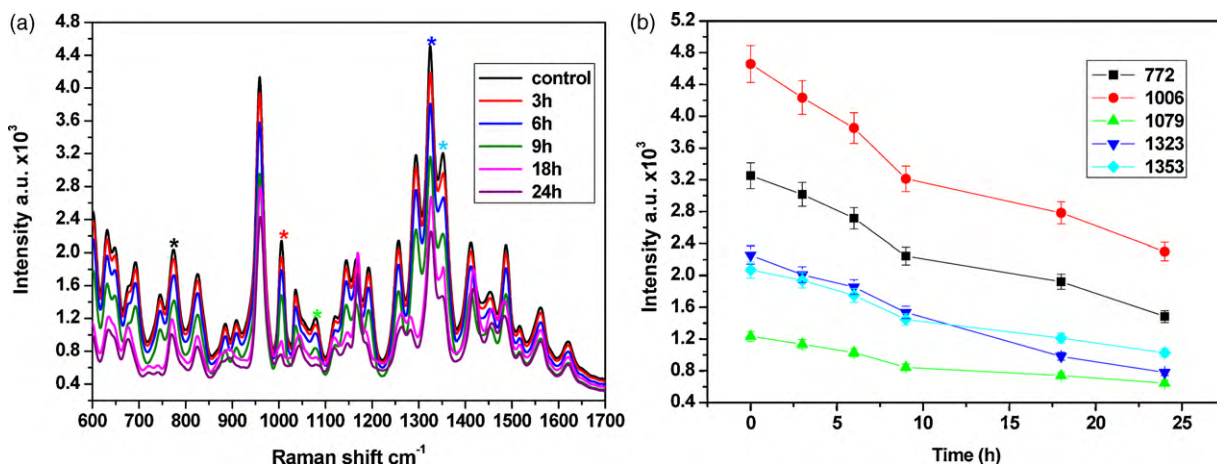 (a)
4.8
4.4
4.0
3.6
3.2
2.8
2.4
2.0
1.6
1.2
0.8
0.4
Intensity a.u. x10³
*
*
*
*
*
control
3h
6h
9h
18h
24h
600 700 800 900 1000 1100 1200 1300 1400 1500 1600 1700
Raman shift cm⁻¹
(b)
5.2
4.8
4.4
4.0
3.6
3.2
2.8
2.4
2.0
1.6
1.2
0.8
0.4
Intensity a.u. x10³
772
1006
1079
1323
1353
0 5 10 15 20 25
Time (h)